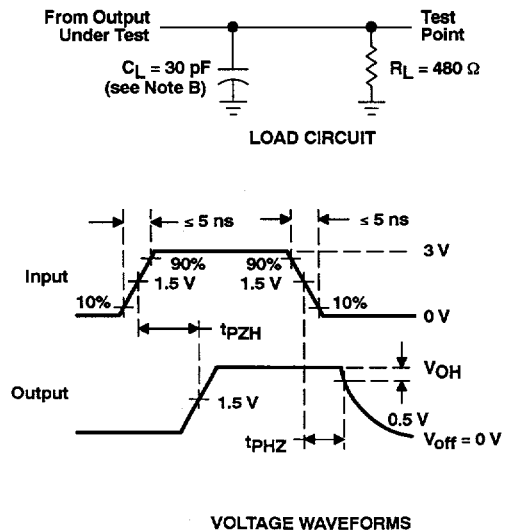 From Output
Under Test
Test
Point
CL = 30 pF
(see Note B)
RL = 480 Ω
LOAD CIRCUIT
≤ 5 ns
≤ 5 ns
3 V
90%
90%
Input
1.5 V
1.5 V
10%
10%
0 V
tPZH
VOH
Output
1.5 V
0.5 V
tPHZ
Voff = 0 V
VOLTAGE WAVEFORMS